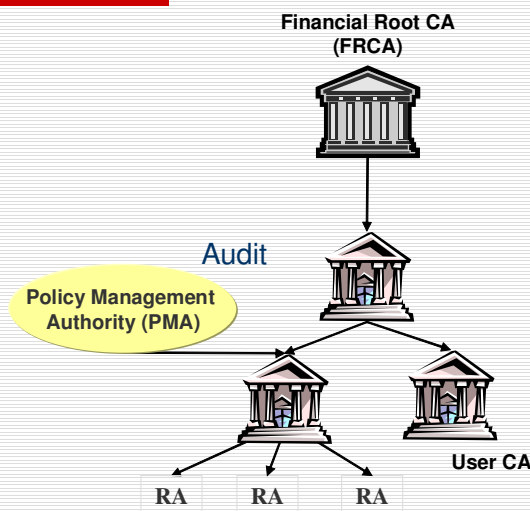 Financial Root CA
(FRCA)
Audit
Policy Management
Authority (PMA)
User CA
RA
RA
RA